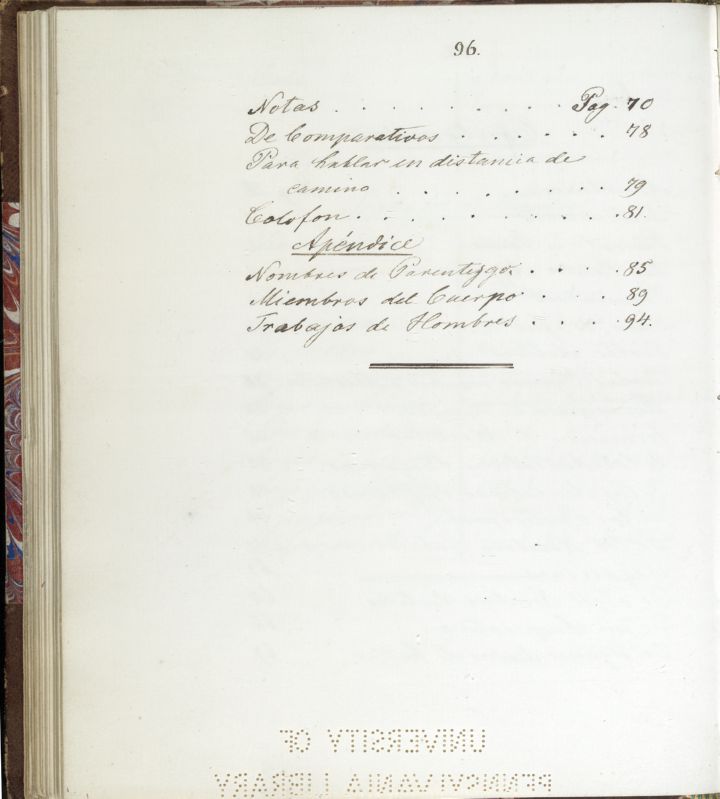 96.
Notas . . . . . . . . . Pag. 70
De Comparativos . . . . . . . 78
Para hablar en distancia de
camino . . . . . . . . 79
Colofon . . . . . . . . . 81.
Apéndice
Nombres de Parentesgos . . . . 85
Miembros del Cuerpo . . . 89
Trabajos de Hombres . . . . 94.
UNIVERSITY OF
PENNSYLVANIA LIBRARY